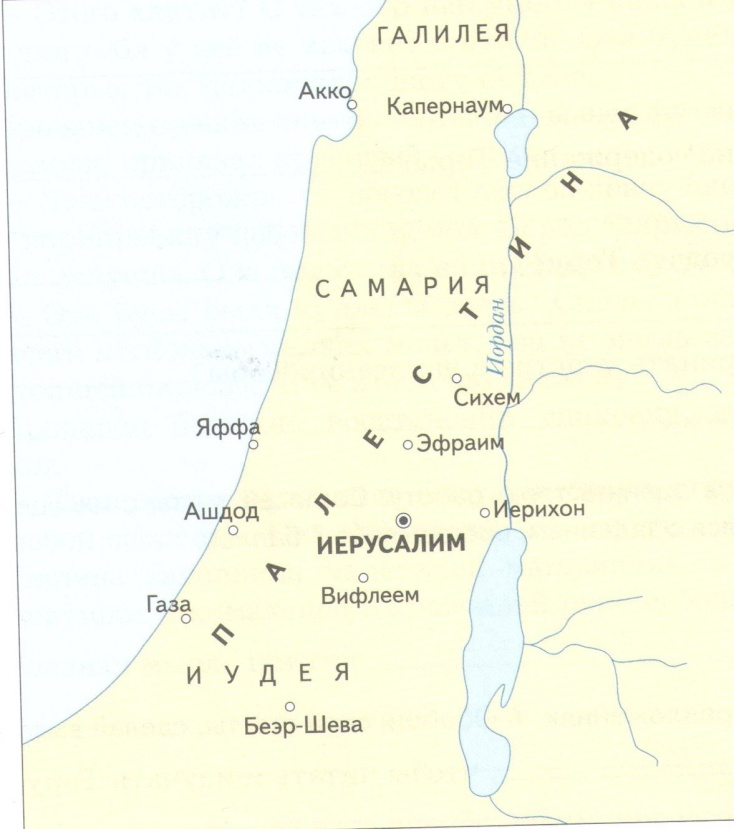 ГАЛИЛЕЯ
Акко
Капернаум
ПАЛЕСТИНА
САМАРИЯ
Иордан
Сихем
Яффа
Эфраим
Ашдод
Иерихон
ИЕРУСАЛИМ
Вифлеем
Газа
ИУДЕЯ
Беэр-Шева